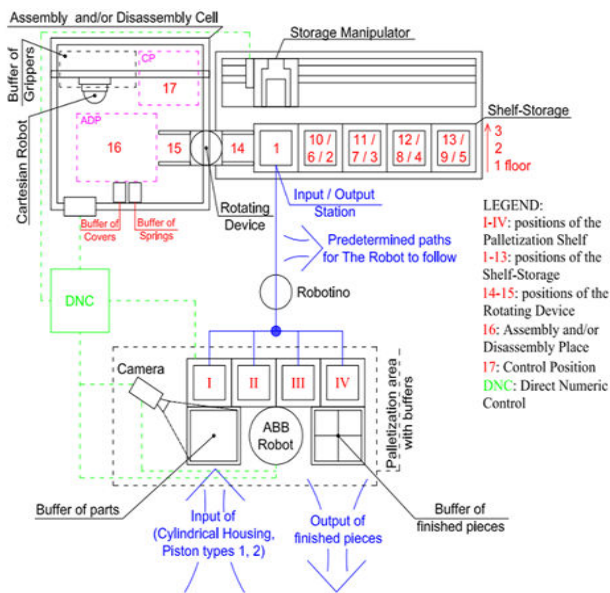 Assembly and/or Disassembly Cell
Storage Manipulator
Buffer of
Grippers
CP
17
Cartesian Robot
ADP
16
15
14
1
10 /
6 / 2
11 /
7 / 3
12 /
8 / 4
13 /
9 / 5
Shelf-Storage
3
2
1 floor
Rotating
Device
Input / Output
Station
Buffer of
Covers
Buffer of
Springs
Predetermined paths
for The Robot to follow
LEGEND:
I-IV: positions of the
Palletization Shelf
1-13: positions of the
Shelf-Storage
14-15: positions of the
Rotating Device
16: Assembly and/or
Disassembly Place
17: Control Position
DNC: Direct Numeric
Control
DNC
Robotino
Camera
I
II
III
IV
ABB
Robot
Palletization area
with buffers
Buffer of parts
Buffer of
finished pieces
Input of
(Cylindrical Housing,
Piston types 1, 2)
Output of
finished pieces